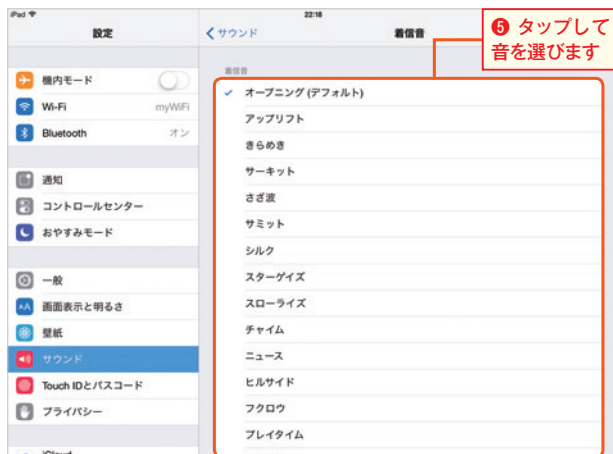 iPad
22:18
設定
サウンド
着信音
❺ タップして
音を選びます
機内モード
Wi-Fi
myWiFi
Bluetooth
オン
通知
コントロールセンター
おやすみモード
一般
画面表示と明るさ
壁紙
サウンド
Touch IDとパスコード
プライバシー
iCloud
着信音
オープニング (デフォルト)
アップリフト
きらめき
サーキット
さざ波
サミット
シルク
スターゲイズ
スローライズ
チャイム
ニュース
ヒルサイド
フクロウ
プレイタイム